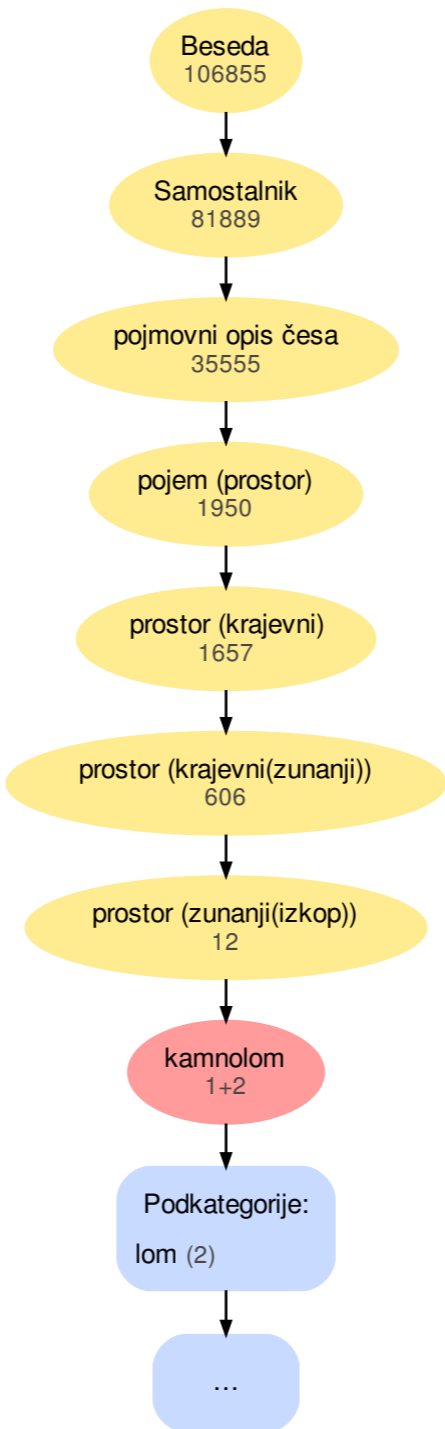 Beseda
106855
Samostalnik
81889
pojmovni opis česa
35555
pojem (prostor)
1950
prostor (krajevni)
1657
prostor (krajevni(zunanji))
606
prostor (zunanji(izkop))
12
kamnolom
1+2
Podkategorije:
lom (2)
...